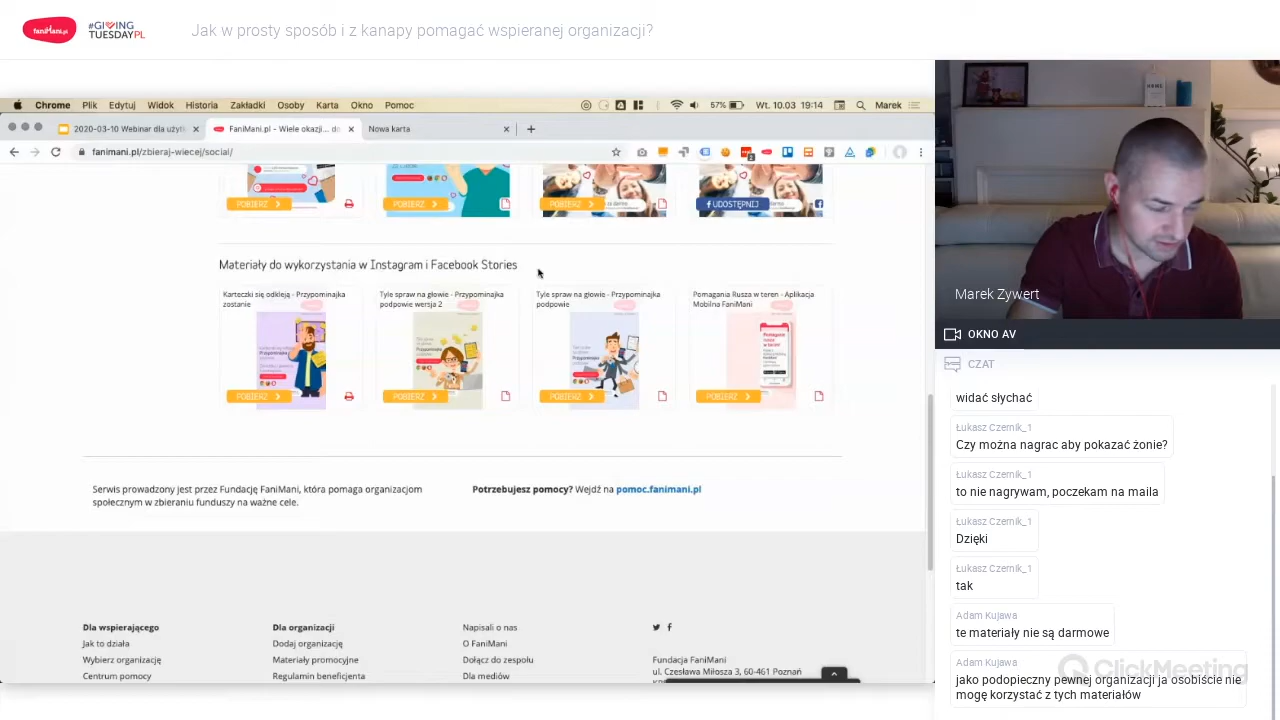 faniMani.pl
#GIVING
TUESDAYPL
Jak w prosty sposób i z kanapy pomagać wspieranej organizacji?
Chrome Plik Edytuj Widok Historia Zakładki Osoby Karta Okno Pomoc
57% Wt. 10.03 19:14 Marek
2020-03-10 Webinar dla użytk
FaniMani.pl - Wiele okazji... do
Nowa karta
fanimani.pl/zbieraj-wiecej/social/
POBIERZ
POBIERZ
POBIERZ
UDOSTĘPNIJ
Materiały do wykorzystania w Instagram i Facebook Stories
Karteczki się odkleją - Przypominajka
zostanie
Tyle spraw na głowie - Przypominajka
podpowie wersja 2
Tyle spraw na głowie - Przypominajka
podpowie
Pomagania Rusza w teren - Aplikacja
Mobilna FaniMani
POBIERZ
POBIERZ
POBIERZ
POBIERZ
Serwis prowadzony jest przez Fundację FaniMani, która pomaga organizacjom
społecznym w zbieraniu funduszy na ważne cele.
Potrzebujesz pomocy? Wejdź na pomoc.fanimani.pl
Dla wspierającego
Jak to działa
Wybierz organizację
Centrum pomocy
Dla organizacji
Dodaj organizację
Materiały promocyjne
Regulamin beneficjenta
Napisali o nas
O FaniMani
Dołącz do zespołu
Dla mediów
Fundacja FaniMani
ul. Czesława Miłosza 3, 60-461 Poznań
HOME
Marek Zywert
OKNO AV
CZAT
widać słychać
Łukasz Czernik_1
Czy można nagrac aby pokazać żonie?
Łukasz Czernik_1
to nie nagrywam, poczekam na maila
Łukasz Czernik_1
Dzięki
Łukasz Czernik_1
tak
Adam Kujawa
te materiały nie są darmowe
Adam Kujawa
jako podopieczny pewnej organizacji ja osobiście nie
mogę korzystać z tych materiałów
ClickMeeting